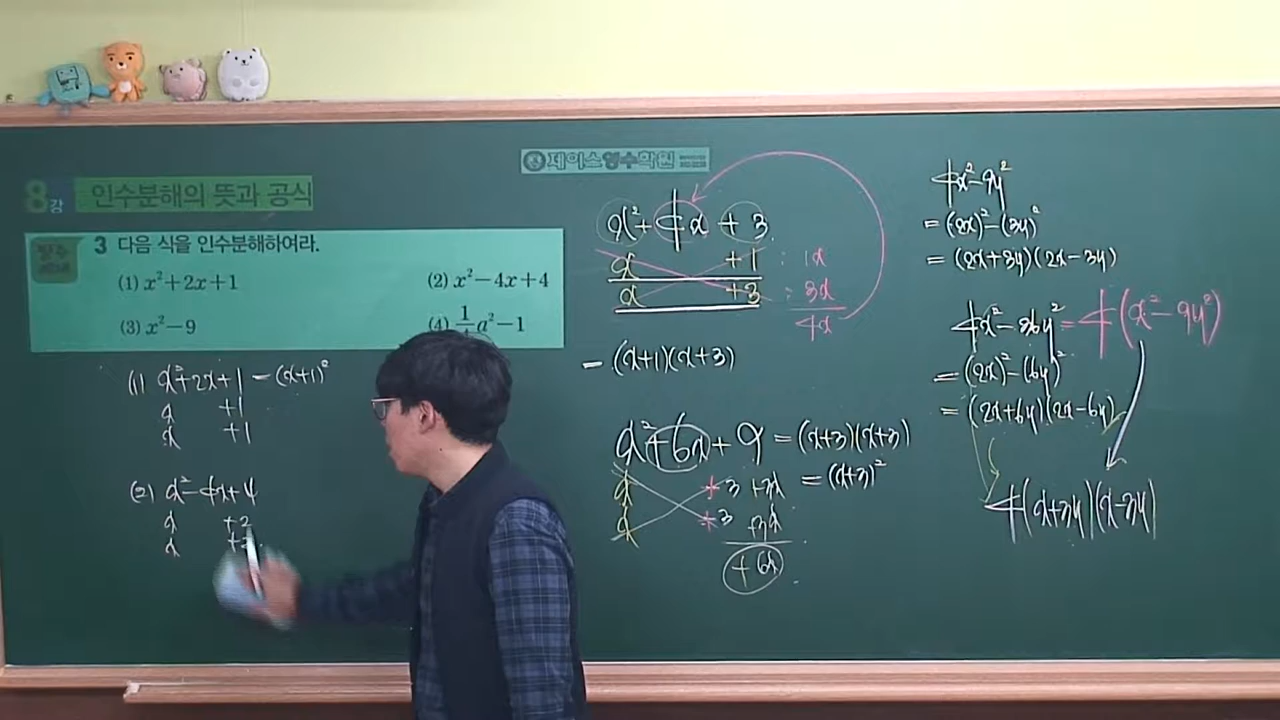 제이스영수학원
8강 인수분해의 뜻과 공식
3 다음 식을 인수분해하여라.
(1) x²+2x+1 (2) x²-4x+4
(3) x²-9 (4) a²-1
(1) x²+2x+1 = (x+1)²
x +1
x +1
(2) x²-4x+4
x +2
x +2
x²+4x+3
x +1 : 1x
x +3 : 3x
4x
= (x+1)(x+3)
x²+6x+9 = (x+3)(x+3)
= (x+3)²
x +3 +3x
x +3 +3x
+6x
4x²-9y²
= (2x)²-(3y)²
= (2x+3y)(2x-3y)
4x²-36y² = 4(x²-9y²)
= (2x)²-(6y)²
= (2x+6y)(2x-6y)
4(x+3y)(x-3y)